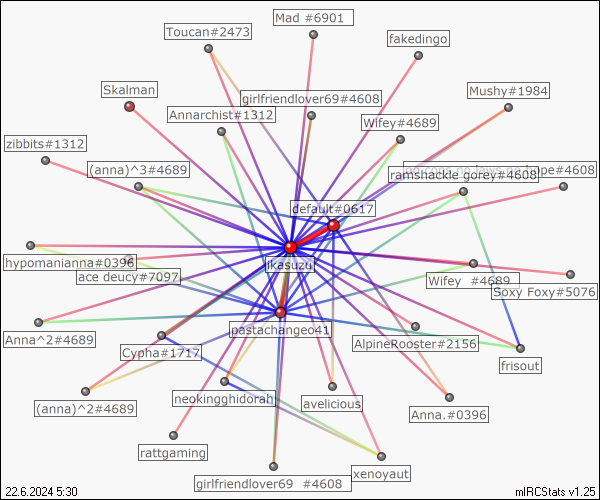 Mad #6901
Toucan#2473
fakedingo
Skalman
girlfriendlover69#4608
Mushy#1984
Annarchist#1312
Wifey#4689
zibbits#1312
(anna)^3#4689
ramshackle gorey#4608
default#0617
hypomanianna#0396
ikasuzu
ace deucy#7097
Wifey #4689
Soxy Foxy#5076
pastachangeo41
Anna^2#4689
Cypha#1717
AlpineRooster#2156
frisout
(anna)^2#4689
neokingghidorah
avelicious
Anna.#0396
rattgaming
girlfriendlover69 #4608
xenoyaut
22.6.2024 5:30
mIRCStats v1.25